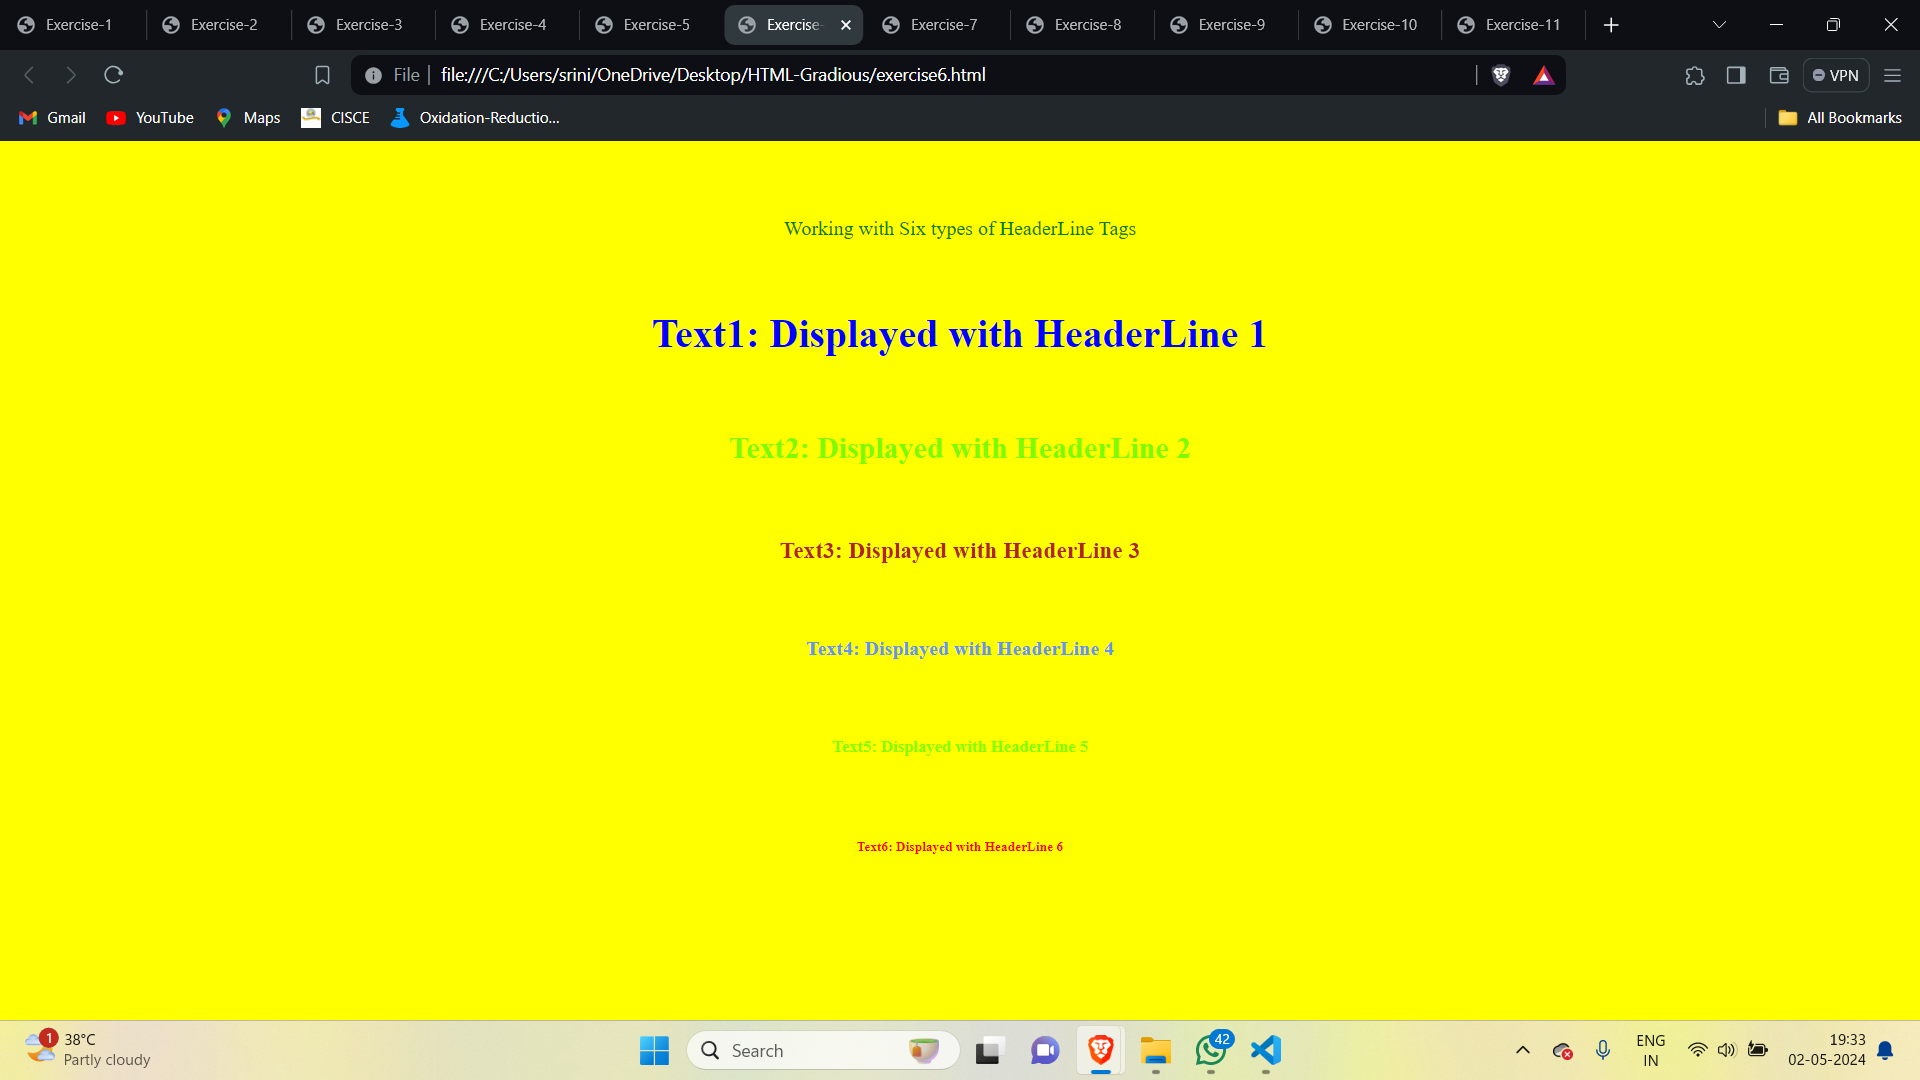 Exercise-1 Exercise-2 Exercise-3 Exercise-4 Exercise-5 Exercise- Exercise-7 Exercise-8 Exercise-9 Exercise-10 Exercise-11
File file:///C:/Users/srini/OneDrive/Desktop/HTML-Gradious/exercise6.html VPN
Gmail YouTube Maps CISCE Oxidation-Reductio... All Bookmarks
Working with Six types of HeaderLine Tags
Text1: Displayed with HeaderLine 1
Text2: Displayed with HeaderLine 2
Text3: Displayed with HeaderLine 3
Text4: Displayed with HeaderLine 4
Text5: Displayed with HeaderLine 5
Text6: Displayed with HeaderLine 6
1 38°C
Partly cloudy
Search
42
ENG
IN
19:33
02-05-2024